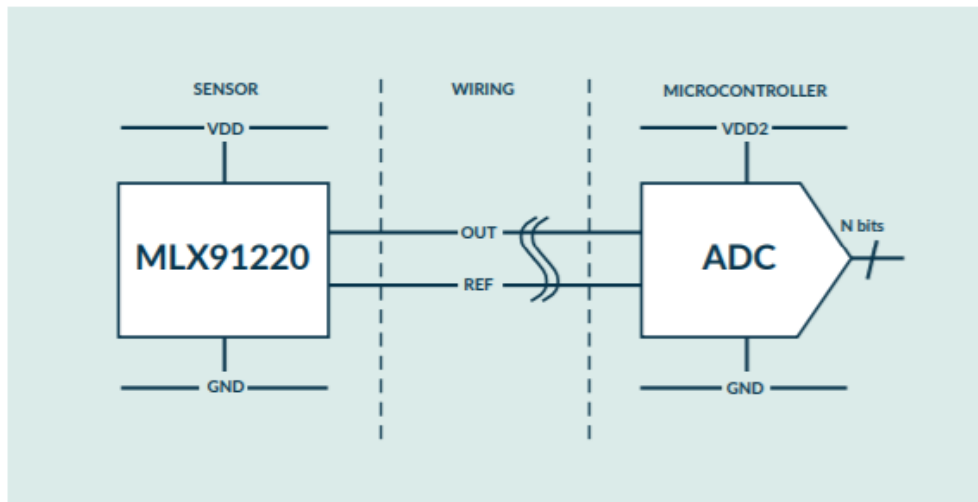 SENSOR
WIRING
MICROCONTROLLER
VDD
VDD2
N bits
OUT
MLX91220
ADC
REF
GND
GND